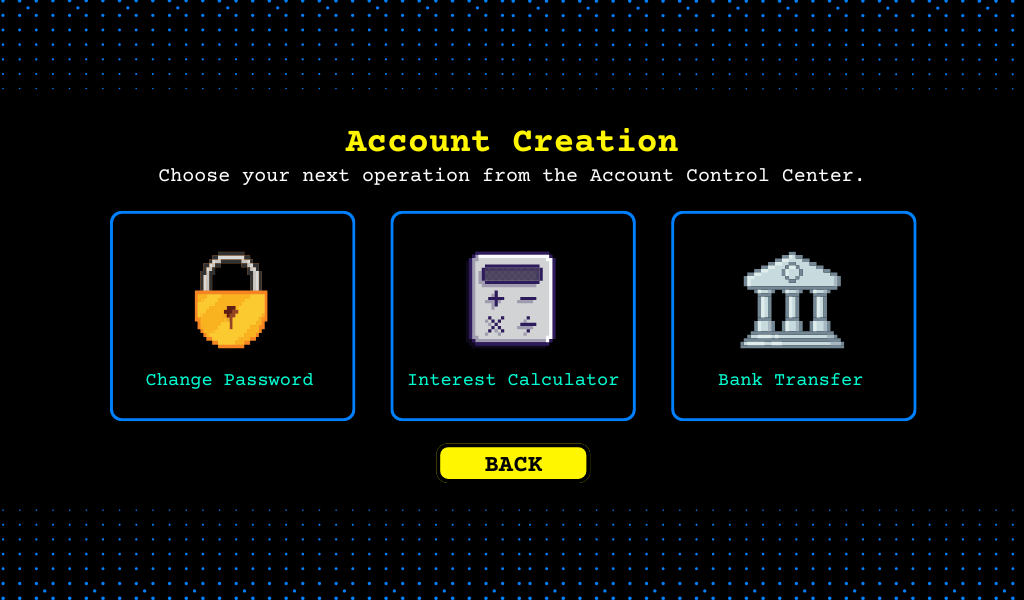 Account Creation
Choose your next operation from the Account Control Center.
Change Password
Interest Calculator
Bank Transfer
BACK